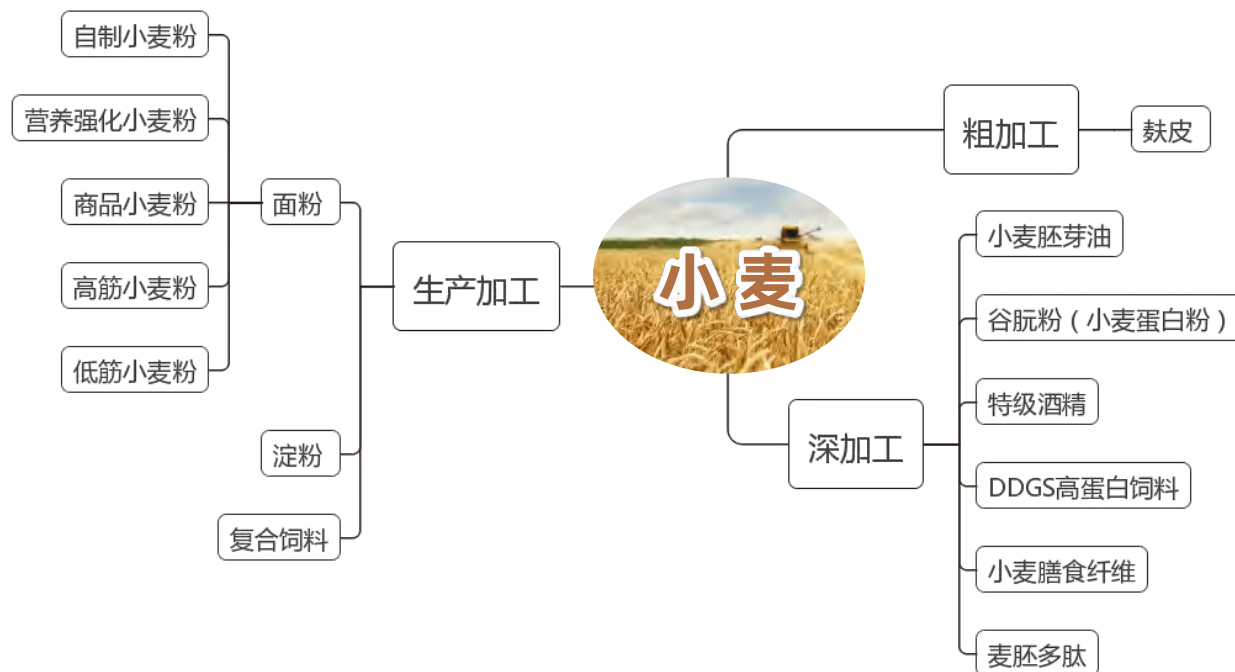 自制小麦粉
营养强化小麦粉
商品小麦粉
高筋小麦粉
低筋小麦粉
面粉
淀粉
复合饲料
生产加工
小麦
粗加工
麸皮
深加工
小麦胚芽油
谷朊粉（小麦蛋白粉）
特级酒精
DDGS高蛋白饲料
小麦膳食纤维
麦胚多肽